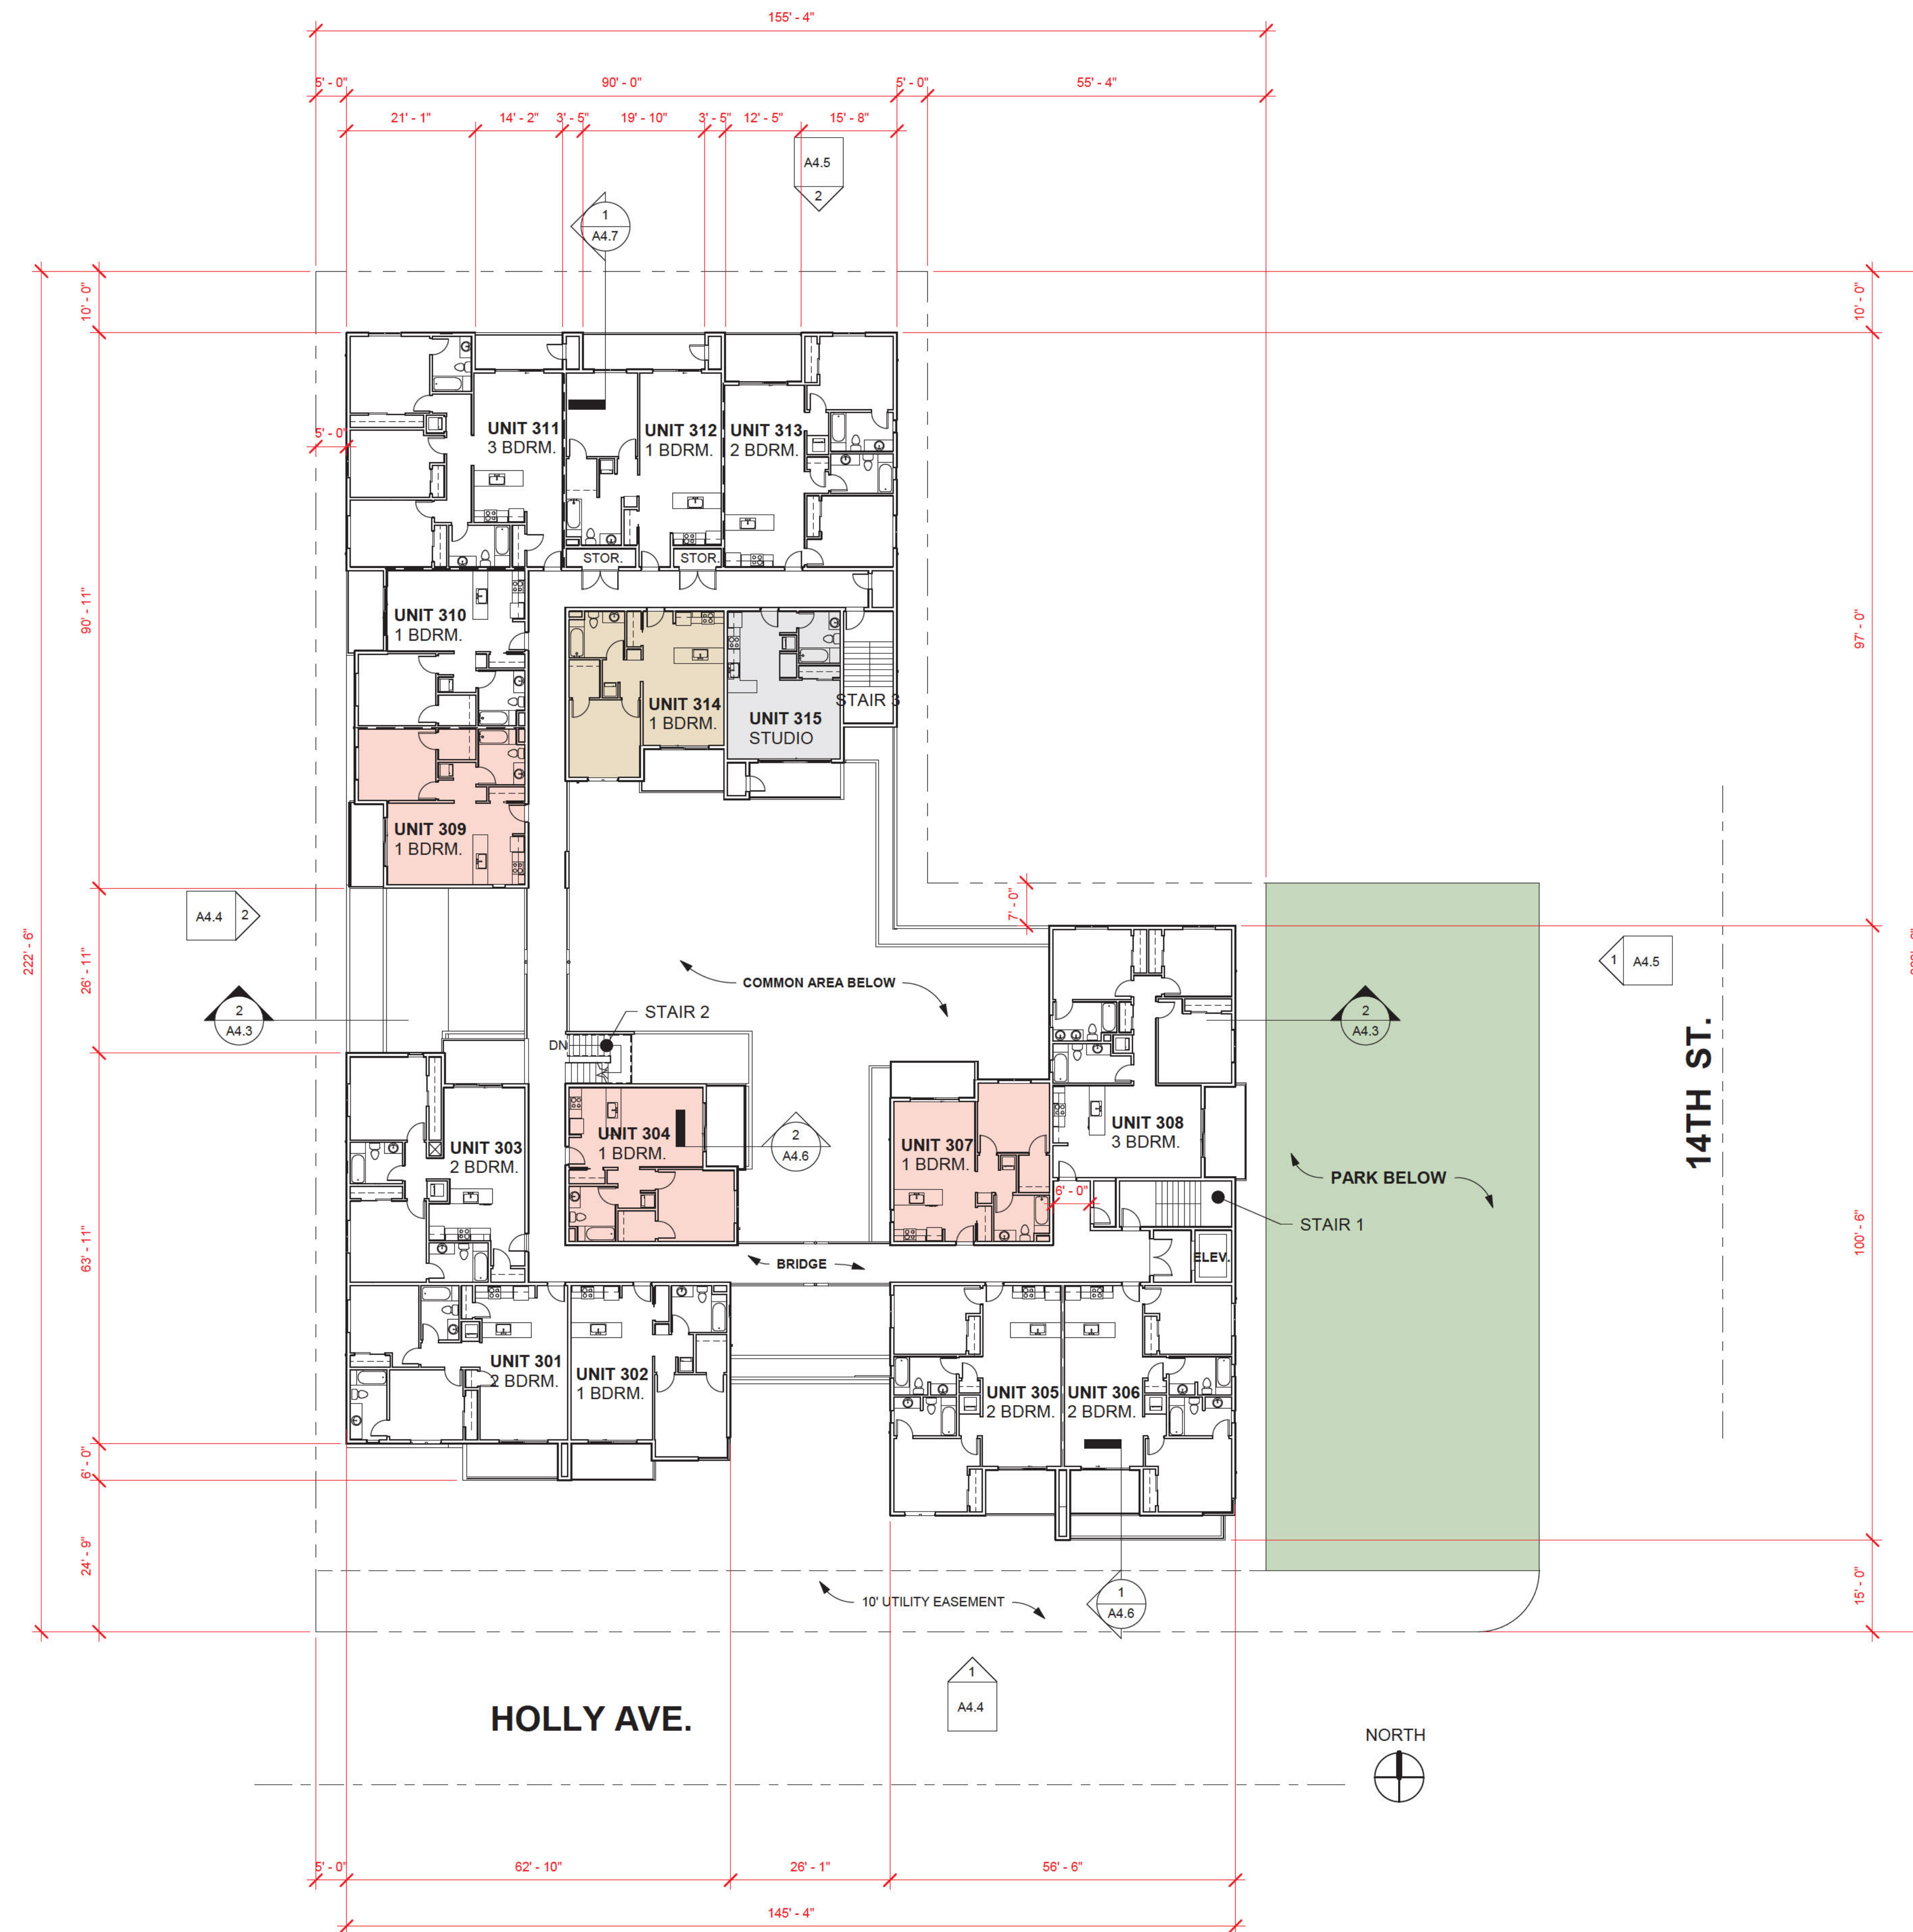 155' - 4"
5' - 0"
90' - 0"
5' - 0"
55' - 4"
21' - 1"
14' - 2"
3' - 5"
19' - 10"
3' - 5"
12' - 5"
15' - 8"
A4.5
2
1
A4.7
10' - 0"
10' - 0"
5' - 0"
UNIT 311
3 BDRM.
UNIT 312
1 BDRM.
UNIT 313
2 BDRM.
STOR.
STOR.
90' - 11"
UNIT 310
1 BDRM.
97' - 0"
UNIT 314
1 BDRM.
STAIR 3
UNIT 315
STUDIO
UNIT 309
1 BDRM.
7' - 0"
A4.4
2
222' - 6"
26' - 11"
1
A4.5
COMMON AREA BELOW
2
A4.3
STAIR 2
2
A4.3
DN
14TH ST.
UNIT 304
1 BDRM.
2
A4.6
UNIT 303
2 BDRM.
UNIT 307
1 BDRM.
UNIT 308
3 BDRM.
PARK BELOW
6' - 0"
STAIR 1
63' - 11"
100' - 6"
BRIDGE
ELEV.
UNIT 301
2 BDRM.
UNIT 302
1 BDRM.
UNIT 305
2 BDRM.
UNIT 306
2 BDRM.
6' - 0"
24' - 9"
15' - 0"
10' UTILITY EASEMENT
1
A4.6
1
A4.4
HOLLY AVE.
NORTH
5' - 0"
62' - 10"
26' - 1"
56' - 6"
145' - 4"